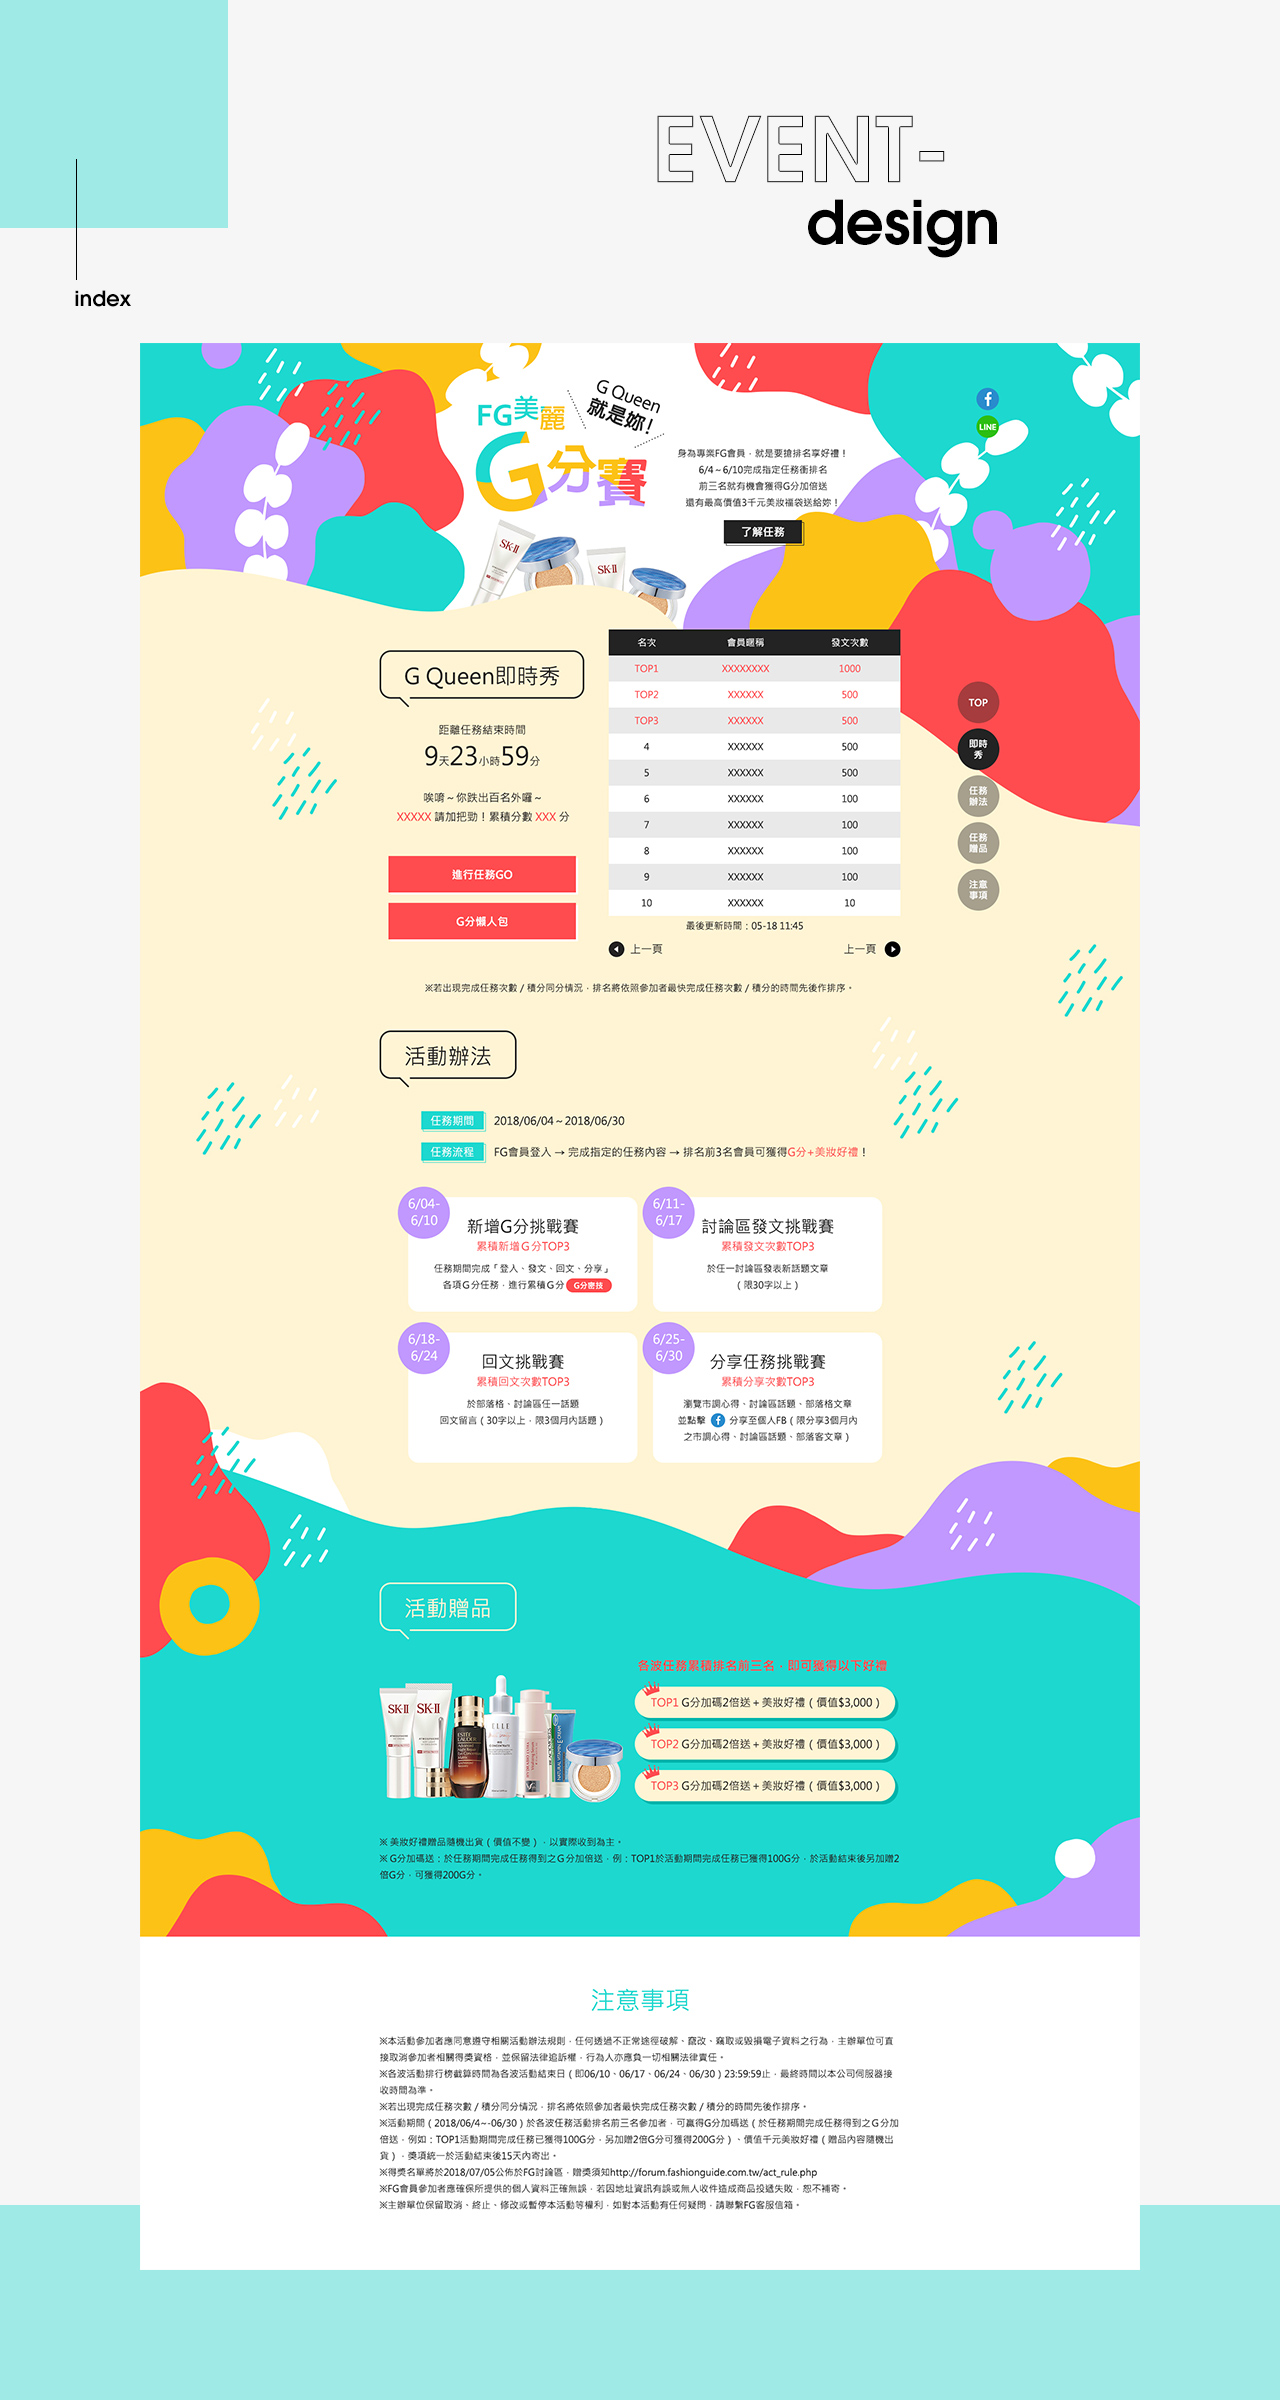 EVENT-
design
index
FG美麗
G分賽
G Queen
就是妳!
LINE
身為專業FG會員，就是要搶排名享好禮！
6/4~6/10完成指定任務衝排名
前三名就有機會獲得G分加倍送
還有最高價值3千元美妝福袋送給妳！
了解任務
SK-II
SK-II
G Queen即時秀
距離任務結束時間
9天23小時59分
唉唷～你跌出百名外囉～
XXXXX 請加把勁！累積分數 XXX 分
進行任務GO
G分懶人包
名次 會員暱稱 發文次數
TOP1 XXXXXXXX 1000
TOP2 XXXXXX 500
TOP3 XXXXXX 500
4 XXXXXX 500
5 XXXXXX 500
6 XXXXXX 100
7 XXXXXX 100
8 XXXXXX 100
9 XXXXXX 100
10 XXXXXX 10
最後更新時間：05-18 11:45
上一頁 上一頁
TOP
即時
秀
任務
辦法
任務
贈品
注意
事項
※若出現完成任務次數 / 積分同分情況，排名將依照參加者最快完成任務次數 / 積分的時間先後作排序。
活動辦法
任務期間 2018/06/04~2018/06/30
任務流程 FG會員登入 → 完成指定的任務內容 → 排名前3名會員可獲得G分+美妝好禮！
6/04-
6/10
新增G分挑戰賽
累積新增G分TOP3
任務期間完成「登入、發文、回文、分享」
各項G分任務，進行累積G分 G分密技
6/11-
6/17
討論區發文挑戰賽
累積發文次數TOP3
於任一討論區發表新話題文章
（限30字以上）
6/18-
6/24
回文挑戰賽
累積回文次數TOP3
於部落格、討論區任一話題
回文留言（30字以上，限3個月內話題）
6/25-
6/30
分享任務挑戰賽
累積分享次數TOP3
瀏覽市調心得、討論區話題、部落格文章
並點擊 分享至個人FB（限分享3個月內
之市調心得、討論區話題、部落客文章）
活動贈品
SK-II SK-II
ESTĒE
LAUDER
ELLE
各波任務累積排名前三名，即可獲得以下好禮
TOP1 G分加碼2倍送＋美妝好禮（價值$3,000）
TOP2 G分加碼2倍送＋美妝好禮（價值$3,000）
TOP3 G分加碼2倍送＋美妝好禮（價值$3,000）
※ 美妝好禮贈品隨機出貨（價值不變），以實際收到為主。
※ G分加碼送：於任務期間完成任務得到之G分加倍送，例：TOP1於活動期間完成任務已獲得100G分，於活動結束後另加贈2
倍G分，可獲得200G分。
注意事項
※本活動參加者應同意遵守相關活動辦法規則，任何透過不正常途徑破解、竄改、竊取或毀損電子資料之行為，主辦單位可直
接取消參加者相關得獎資格，並保留法律追訴權，行為人亦應負一切相關法律責任。
※各波活動排行榜截算時間為各波活動結束日（即06/10、06/17、06/24、06/30）23:59:59止，最終時間以本公司伺服器接
收時間為準。
※若出現完成任務次數 / 積分同分情況，排名將依照參加者最快完成任務次數 / 積分的時間先後作排序。
※活動期間（2018/06/4~-06/30）於各波任務活動排名前三名參加者，可贏得G分加碼送（於任務期間完成任務得到之G分加
倍送，例如：TOP1活動期間完成任務已獲得100G分，另加贈2倍G分可獲得200G分）、價值千元美妝好禮（贈品內容隨機出
貨），獎項統一於活動結束後15天內寄出。
※得獎名單將於2018/07/05公佈於FG討論區，贈獎須知http://forum.fashionguide.com.tw/act_rule.php
※FG會員參加者應確保所提供的個人資料正確無誤，若因地址資訊有誤或無人收件造成商品投遞失敗，恕不補寄。
※主辦單位保留取消、終止、修改或暫停本活動等權利，如對本活動有任何疑問，請聯繫FG客服信箱。